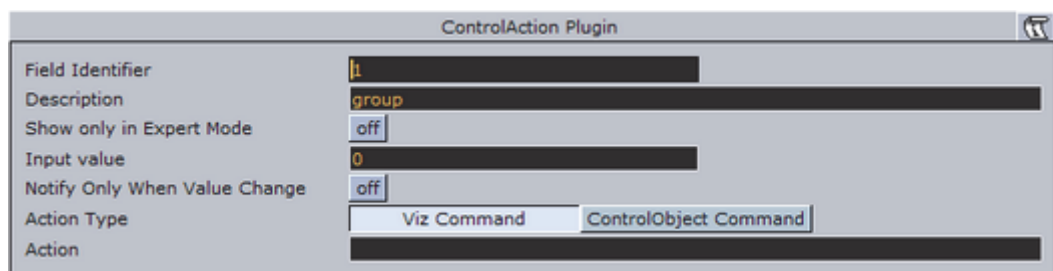 ControlAction Plugin
Field Identifier 1
Description group
Show only in Expert Mode off
Input value 0
Notify Only When Value Change off
Action Type Viz Command ControlObject Command
Action